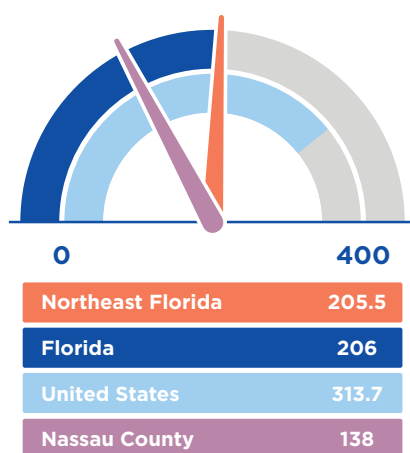 0 400
Northeast Florida 205.5
Florida 206
United States 313.7
Nassau County 138